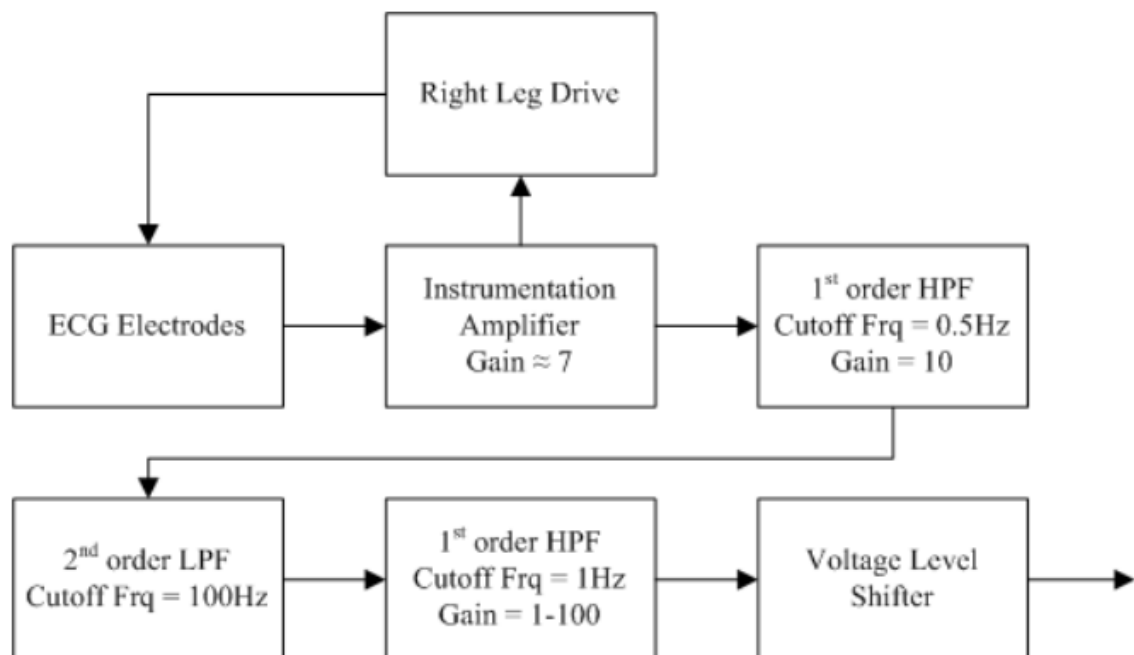 Right Leg Drive
ECG Electrodes
Instrumentation
Amplifier
Gain ≈ 7
1st order HPF
Cutoff Frq = 0.5Hz
Gain = 10
2nd order LPF
Cutoff Frq = 100Hz
1st order HPF
Cutoff Frq = 1Hz
Gain = 1-100
Voltage Level
Shifter